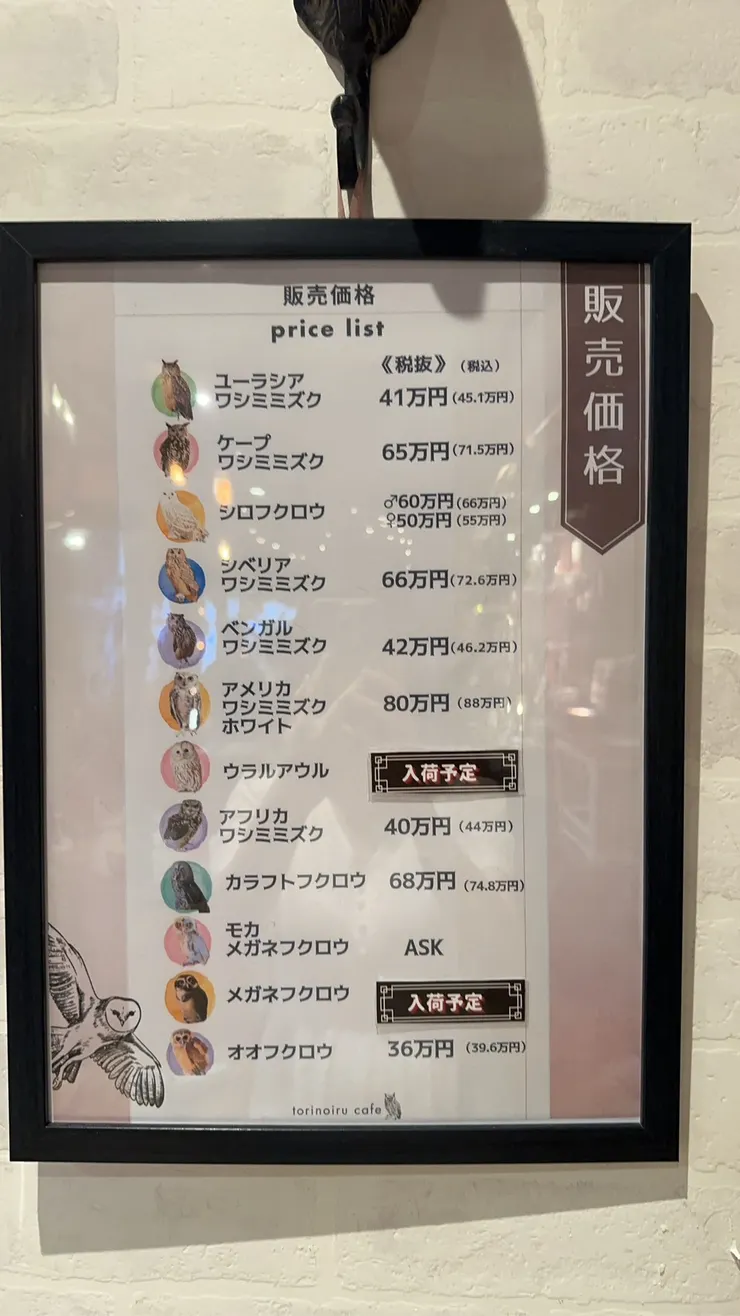 販売価格
price list
販売価格
《税抜》 (税込)
ユーラシア
ワシミミズク
41万円(45.1万円)
ケープ
ワシミミズク
65万円(71.5万円)
シロフクロウ
♂60万円(66万円)
♀50万円(55万円)
シベリア
ワシミミズク
66万円(72.6万円)
ベンガル
ワシミミズク
42万円(46.2万円)
アメリカ
ワシミミズク
ホワイト
80万円(88万円)
ウラルアウル
入荷予定
アフリカ
ワシミミズク
40万円(44万円)
カラフトフクロウ 68万円(74.8万円)
モカ
メガネフクロウ
ASK
メガネフクロウ
入荷予定
オオフクロウ 36万円(39.6万円)
torinoiru cafe